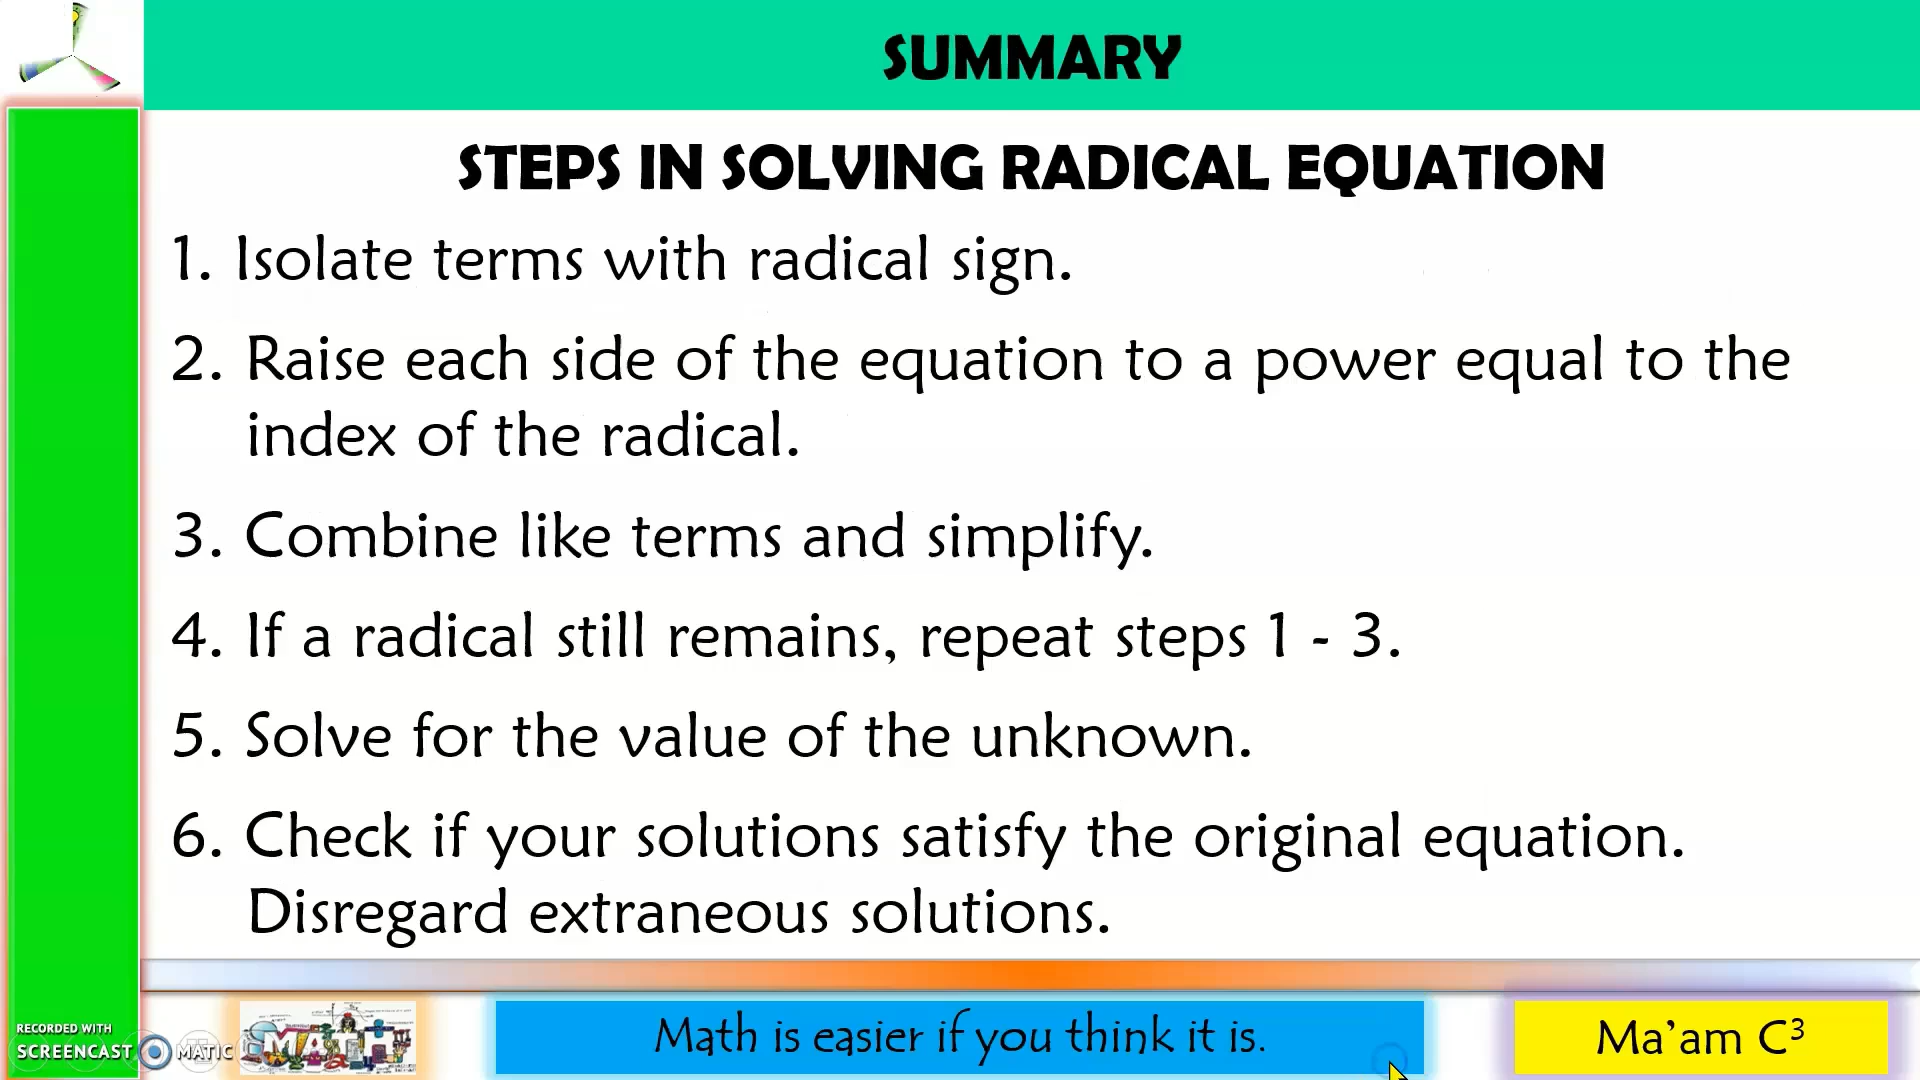 SUMMARY
STEPS IN SOLVING RADICAL EQUATION
1. Isolate terms with radical sign.
2. Raise each side of the equation to a power equal to the
index of the radical.
3. Combine like terms and simplify.
4. If a radical still remains, repeat steps 1 - 3.
5. Solve for the value of the unknown.
6. Check if your solutions satisfy the original equation.
Disregard extraneous solutions.
RECORDED WITH
SCREENCAST MATIC
MATH
Math is easier if you think it is.
Ma’am C³